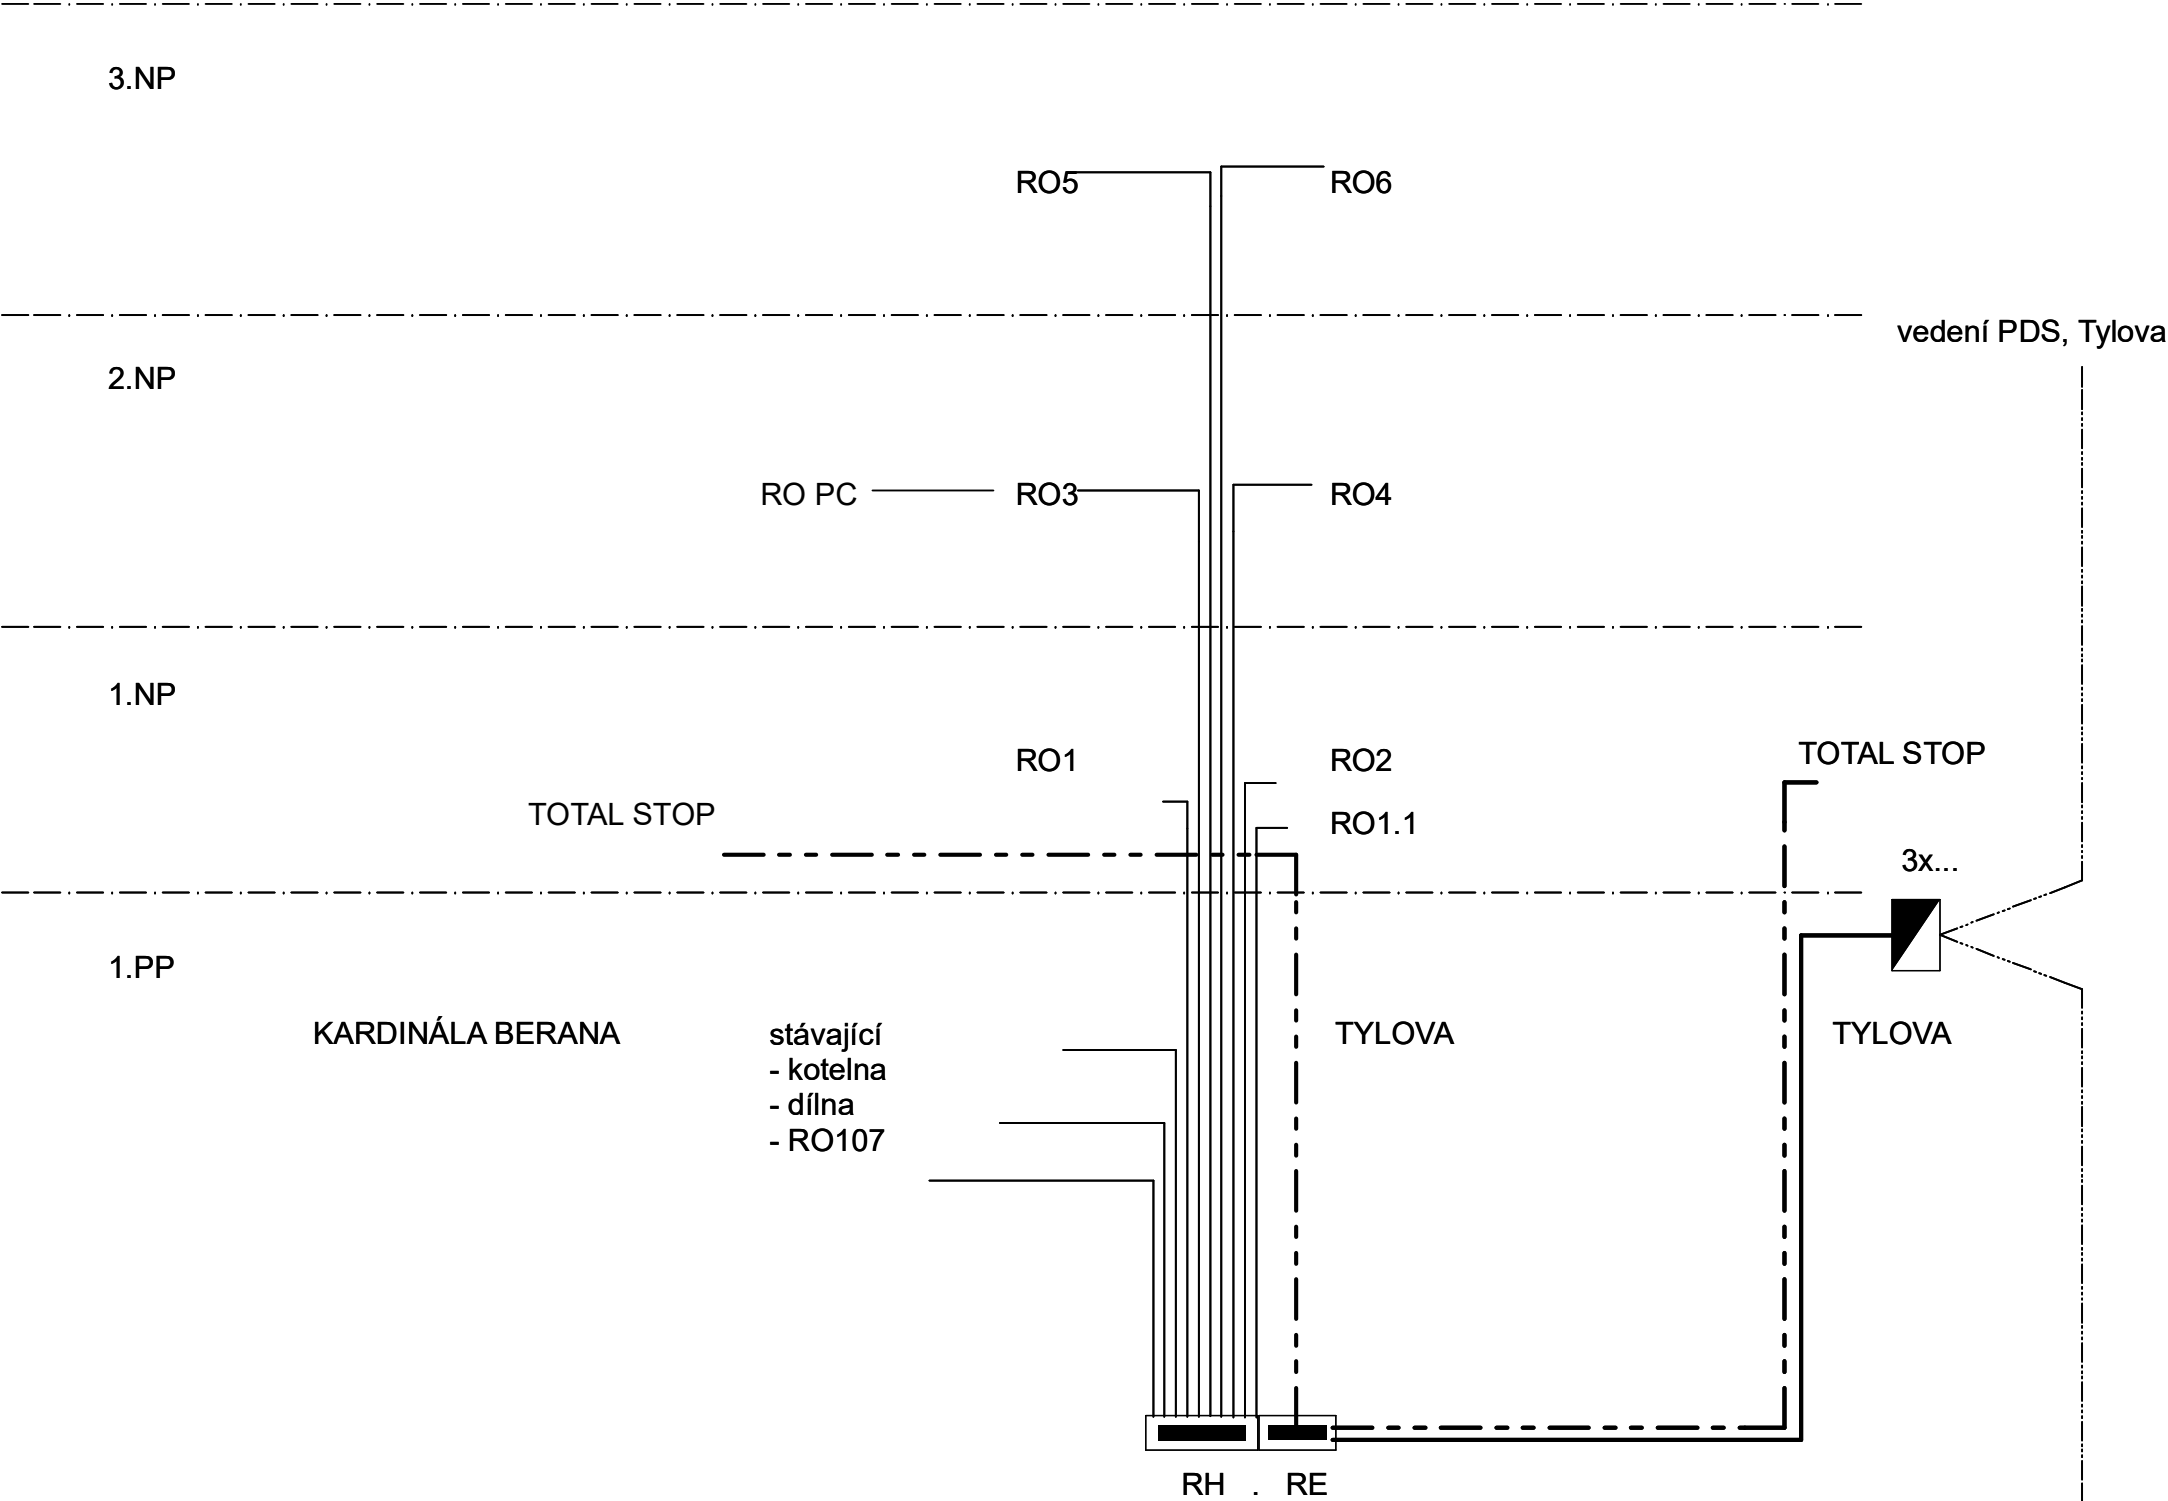 3.NP
RO5
RO6
vedení PDS, Tylova
2.NP
RO PC
RO3
RO4
1.NP
RO1
RO2
TOTAL STOP
TOTAL STOP
RO1.1
3x...
1.PP
KARDINÁLA BERANA
stávající
- kotelna
- dílna
- RO107
TYLOVA
TYLOVA
RH . RE